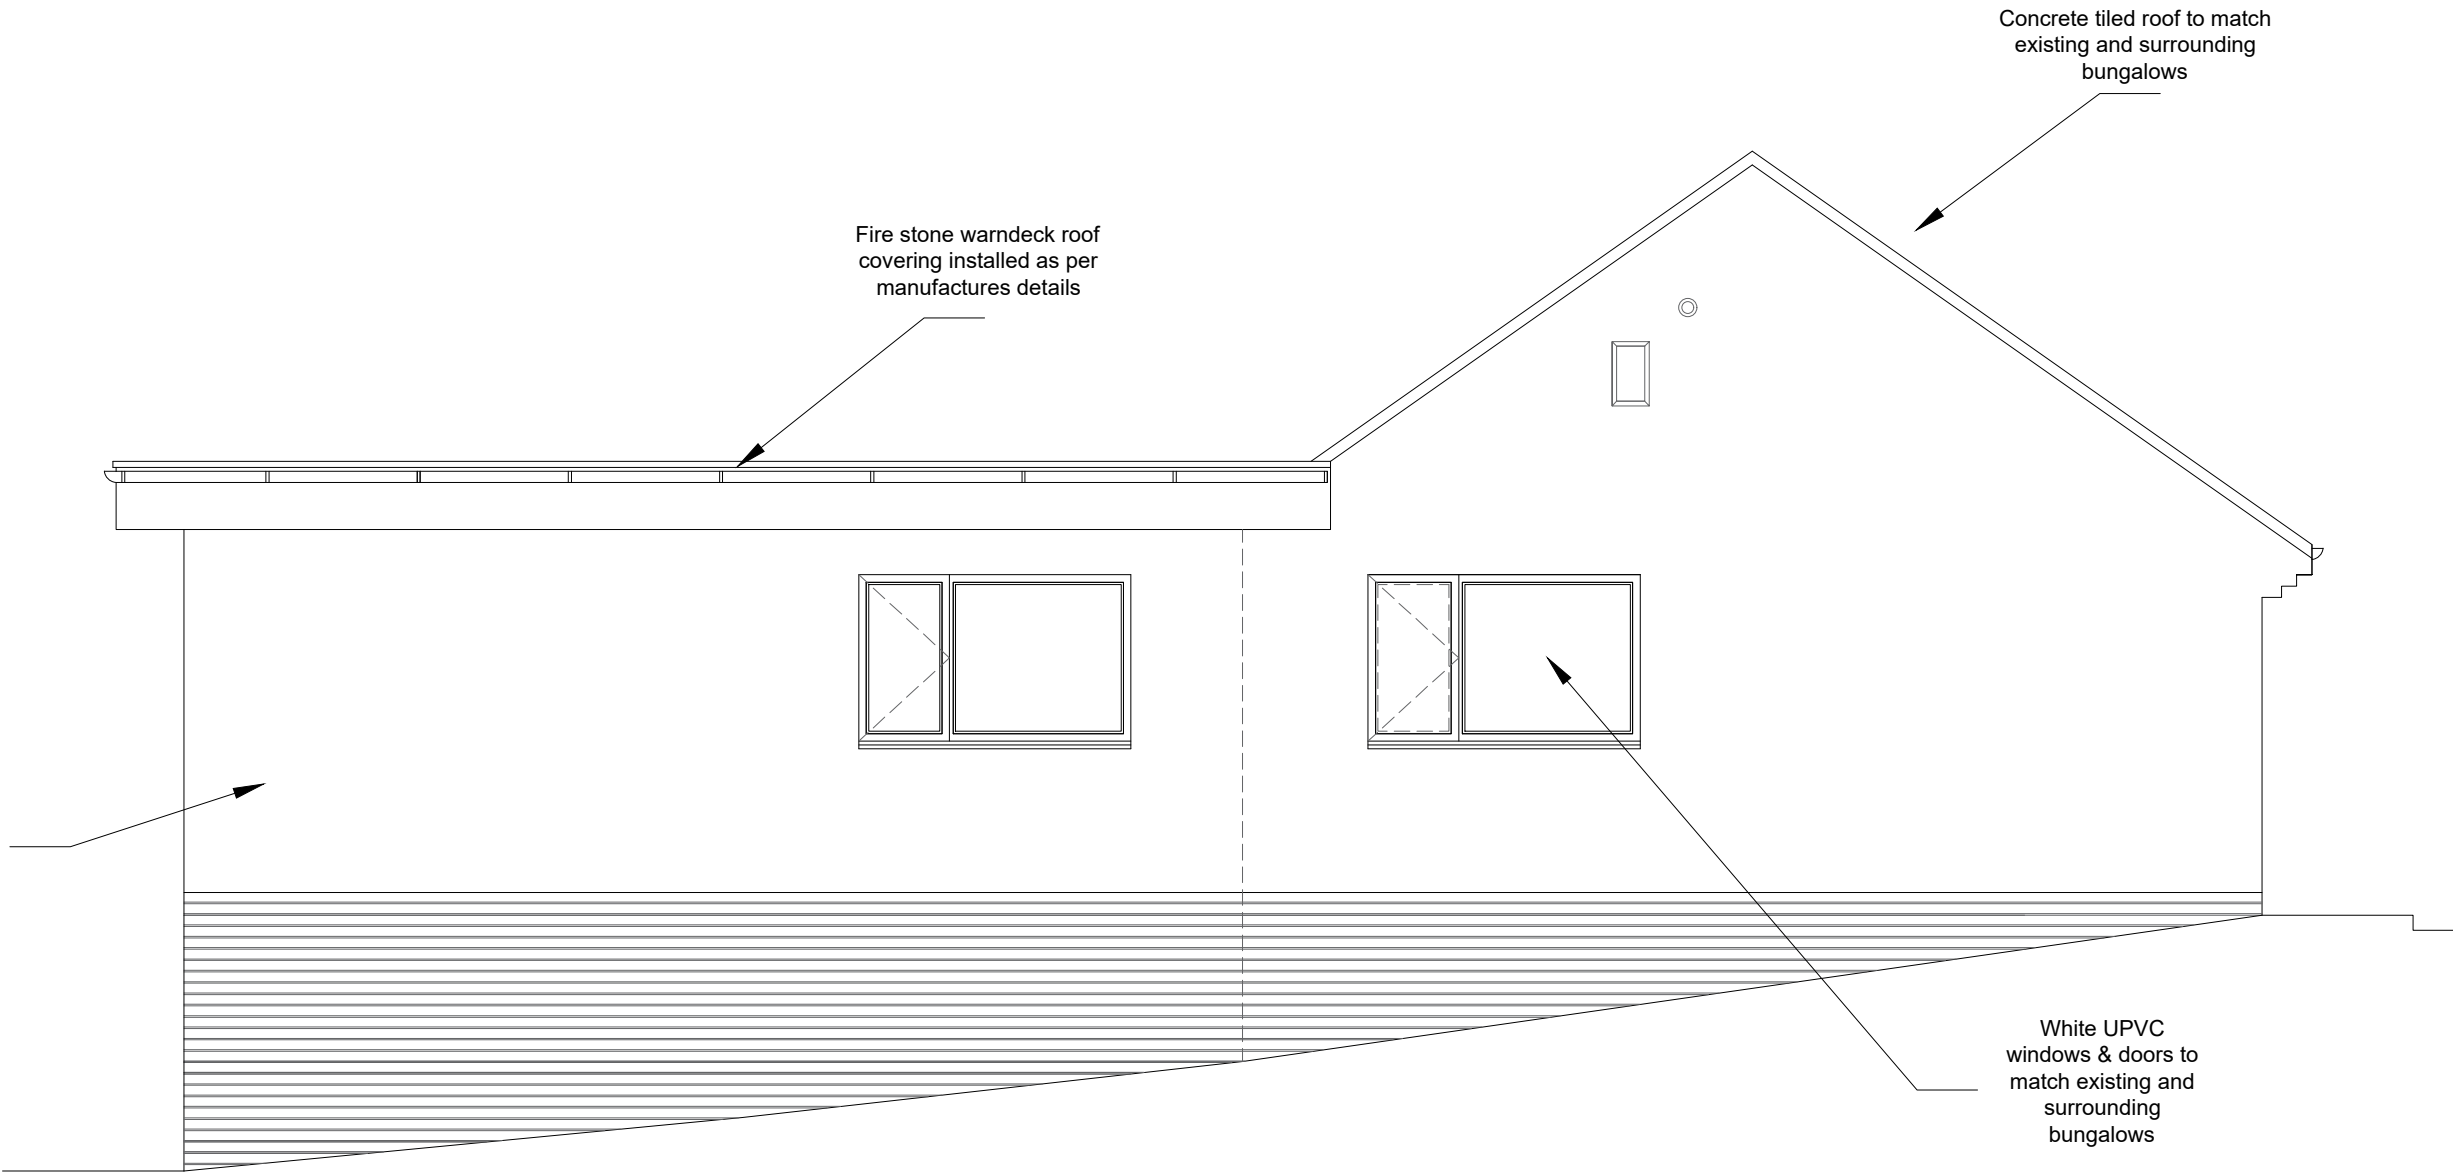 Concrete tiled roof to match
existing and surrounding
bungalows
Fire stone warndeck roof
covering installed as per
manufactures details
White UPVC
windows & doors to
match existing and
surrounding
bungalows